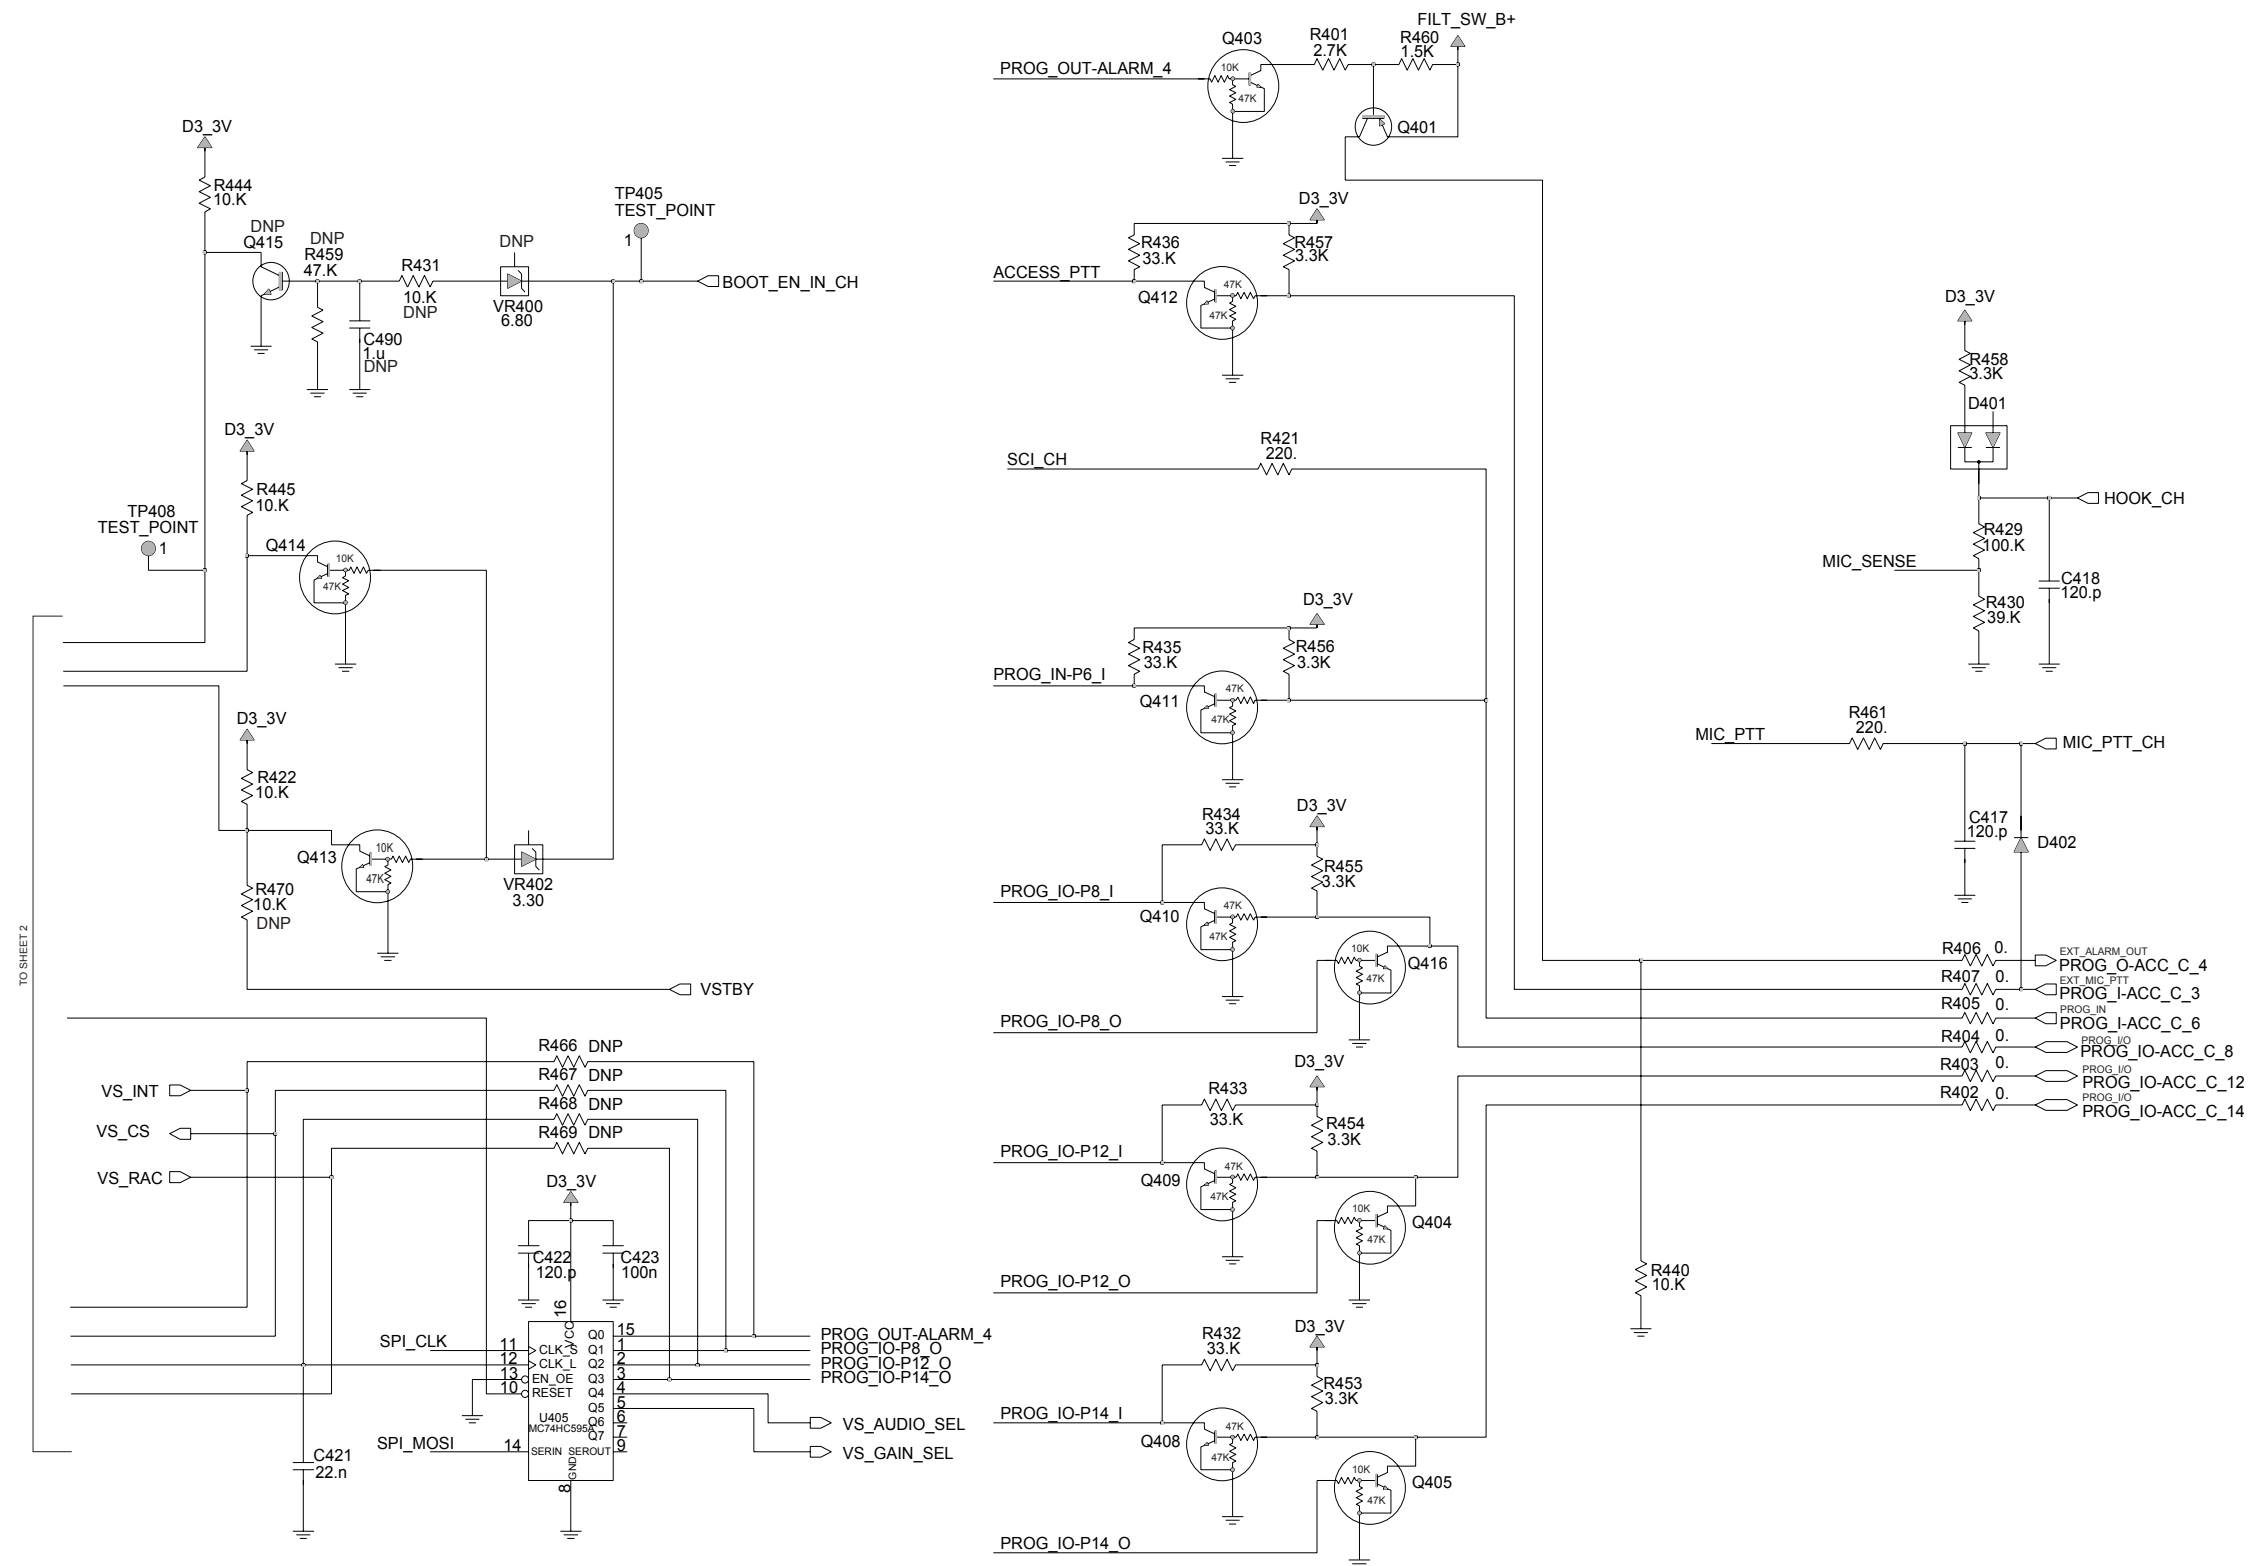 FILT_SW_B+
Q403
R401
2.7K
R460
1.5K
PROG_OUT-ALARM_4
10K
47K
Q401
D3_3V
R444
10.K
DNP
Q415
DNP
R459
47.K
R431
10.K
DNP
DNP
VR400
6.80
TP405
TEST_POINT
1
BOOT_EN_IN_CH
C490
1.u
DNP
D3_3V
R436
33.K
R457
3.3K
ACCESS_PTT
Q412
47K
47K
D3_3V
R458
3.3K
D401
HOOK_CH
R429
100.K
MIC_SENSE
R430
39.K
C418
120.p
SCI_CH
R421
220.
D3_3V
R445
10.K
TP408
TEST_POINT
1
Q414
10K
47K
D3_3V
R435
33.K
R456
3.3K
PROG_IN-P6_I
Q411
47K
47K
D3_3V
R422
10.K
Q413
10K
47K
R470
10.K
DNP
VR402
3.30
VSTBY
TO SHEET 2
MIC_PTT
R461
220.
MIC_PTT_CH
C417
120.p
D402
R434
33.K
D3_3V
R455
3.3K
PROG_IO-P8_I
Q410
47K
47K
10K
47K
Q416
PROG_IO-P8_O
R406 0.
EXT_ALARM_OUT
PROG_O-ACC_C_4
R407 0.
EXT_MIC_PTT
PROG_I-ACC_C_3
R405 0.
PROG_IN
PROG_I-ACC_C_6
R404 0.
PROG_I/O
PROG_IO-ACC_C_8
R403 0.
PROG_I/O
PROG_IO-ACC_C_12
R402 0.
PROG_I/O
PROG_IO-ACC_C_14
R466 DNP
R467 DNP
R468 DNP
R469 DNP
VS_INT
VS_CS
VS_RAC
D3_3V
C422
120.p
C423
100n
R433
33.K
D3_3V
R454
3.3K
PROG_IO-P12_I
Q409
47K
47K
10K
47K
Q404
PROG_IO-P12_O
R440
10.K
SPI_CLK
16
VCC
11 CLK_S
12 CLK_L
13 EN_OE
10 RESET
U405
MC74HC595A
14 SERIN SEROUT 9
SPI_MOSI
GND
8
Q0 15
Q1 1
Q2 2
Q3 3
Q4 4
Q5 5
Q6 6
Q7 7
PROG_OUT-ALARM_4
PROG_IO-P8_O
PROG_IO-P12_O
PROG_IO-P14_O
VS_AUDIO_SEL
VS_GAIN_SEL
C421
22.n
R432
33.K
D3_3V
R453
3.3K
PROG_IO-P14_I
Q408
47K
47K
10K
47K
Q405
PROG_IO-P14_O